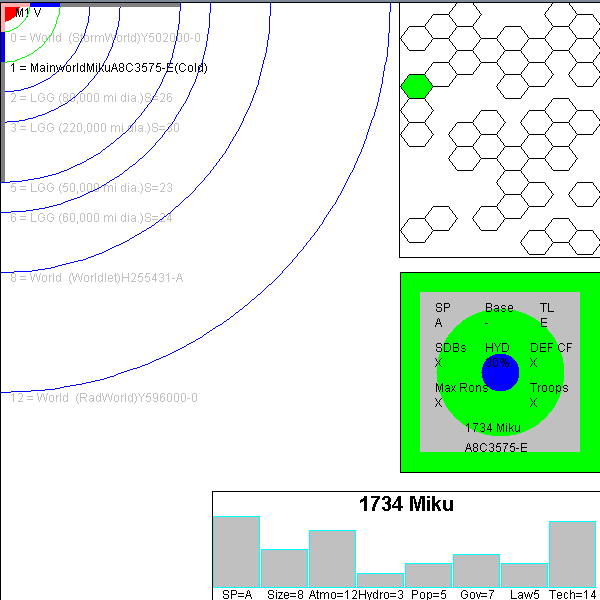 M1 V
0 = World (StormWorld)Y502000-0
1 = MainworldMikuA8C3575-E(Cold)
2 = LGG (80,000 mi dia.)S=26
3 = LGG (220,000 mi dia.)S=30
5 = LGG (50,000 mi dia.)S=23
6 = LGG (60,000 mi dia.)S=24
8 = World (Worldlet)H255431-A
12 = World (RadWorld)Y596000-0
SP Base TL
A - E
SDBs HYD DEF CF
X 30% X
Max Rons Troops
X X
1734 Miku
A8C3575-E
1734 Miku
SP=A Size=8 Atmo=12 Hydro=3 Pop=5 Gov=7 Law5 Tech=14